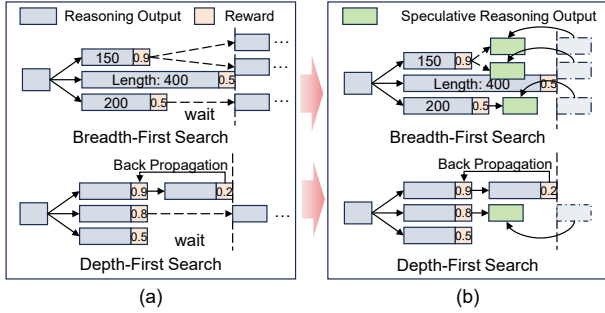 Reasoning Output Reward
150 0.9
Length: 400 0.5
200 0.5
wait
...
...
...
Breadth-First Search
Back Propagation
0.9 0.2
0.8
...
0.5
wait
Depth-First Search
(a)
Speculative Reasoning Output
150 0.9
...
...
Length: 400 0.5
200 0.5
...
Breadth-First Search
Back Propagation
0.9 0.2
0.8
...
0.5
Depth-First Search
(b)